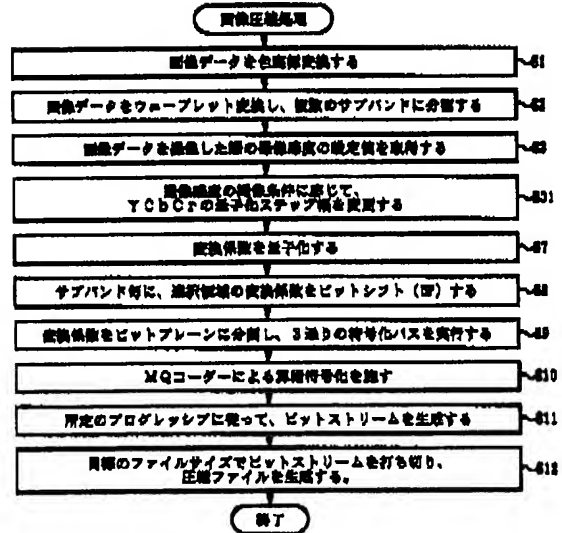 画像圧縮処理
画像データを色座標変換する
S1
画像データをウェーブレット変換し、複数のサブバンドに分割する
S2
画像データを撮像した際の撮像感度の設定値を取得する
S3
撮像感度の撮像条件に応じて、
YCbCrの量子化ステップ幅を変更する
S31
変換係数を量子化する
S7
サブバンド毎に、選択領域の変換係数をビットシフト する
S8
変換係数をビットプレーンに分割し、3通りの符号化パスを実行する
S9
MQコーダーによる算術符号化を施す
S10
所定のプログレッシブに従って、ビットストリームを生成する
S11
目標のファイルサイズでビットストリームを打ち切り、
圧縮ファイルを生成する。
S12
終了